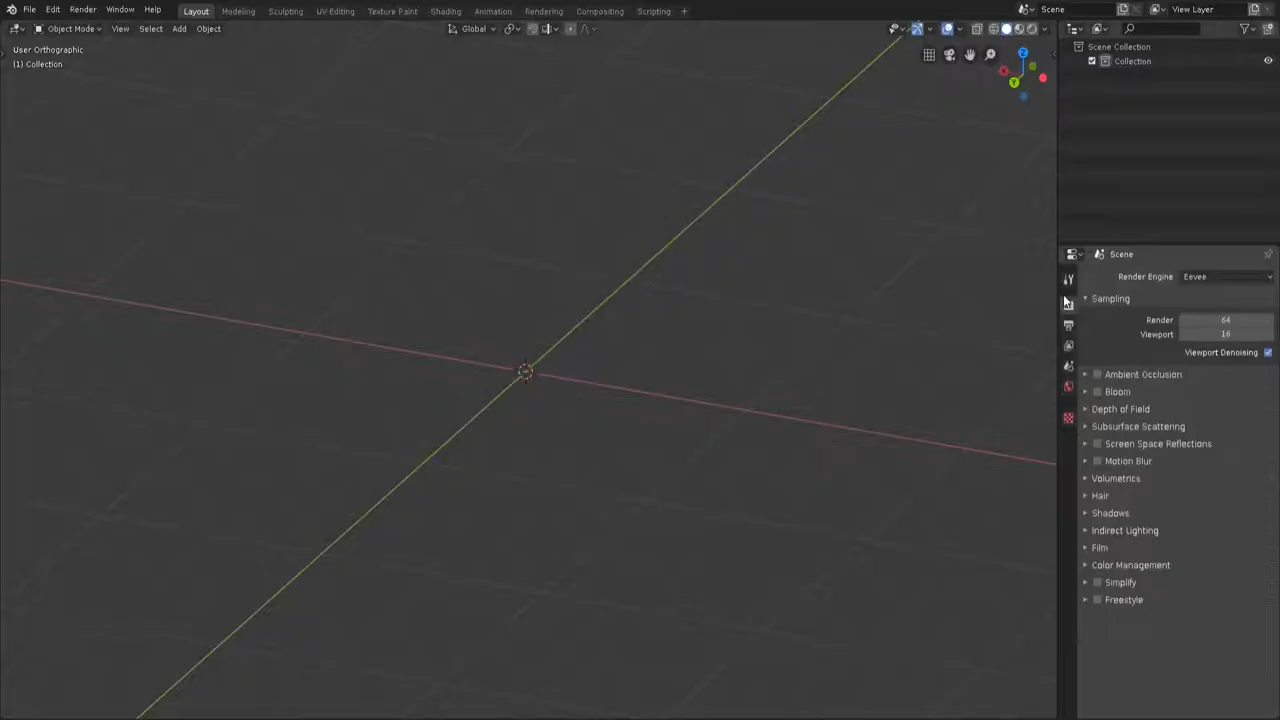 File Edit Render Window Help Layout Modeling Sculpting UV Editing Texture Paint Shading Animation Rendering Compositing Scripting + Scene View Layer
Object Mode View Select Add Object Global
User Orthographic
(1) Collection
Z
Y
Scene Collection
Collection
Scene
Render Engine Eevee
Sampling
Render 64
Viewport 16
Viewport Denoising
Ambient Occlusion
Bloom
Depth of Field
Subsurface Scattering
Screen Space Reflections
Motion Blur
Volumetrics
Hair
Shadows
Indirect Lighting
Film
Color Management
Simplify
Freestyle